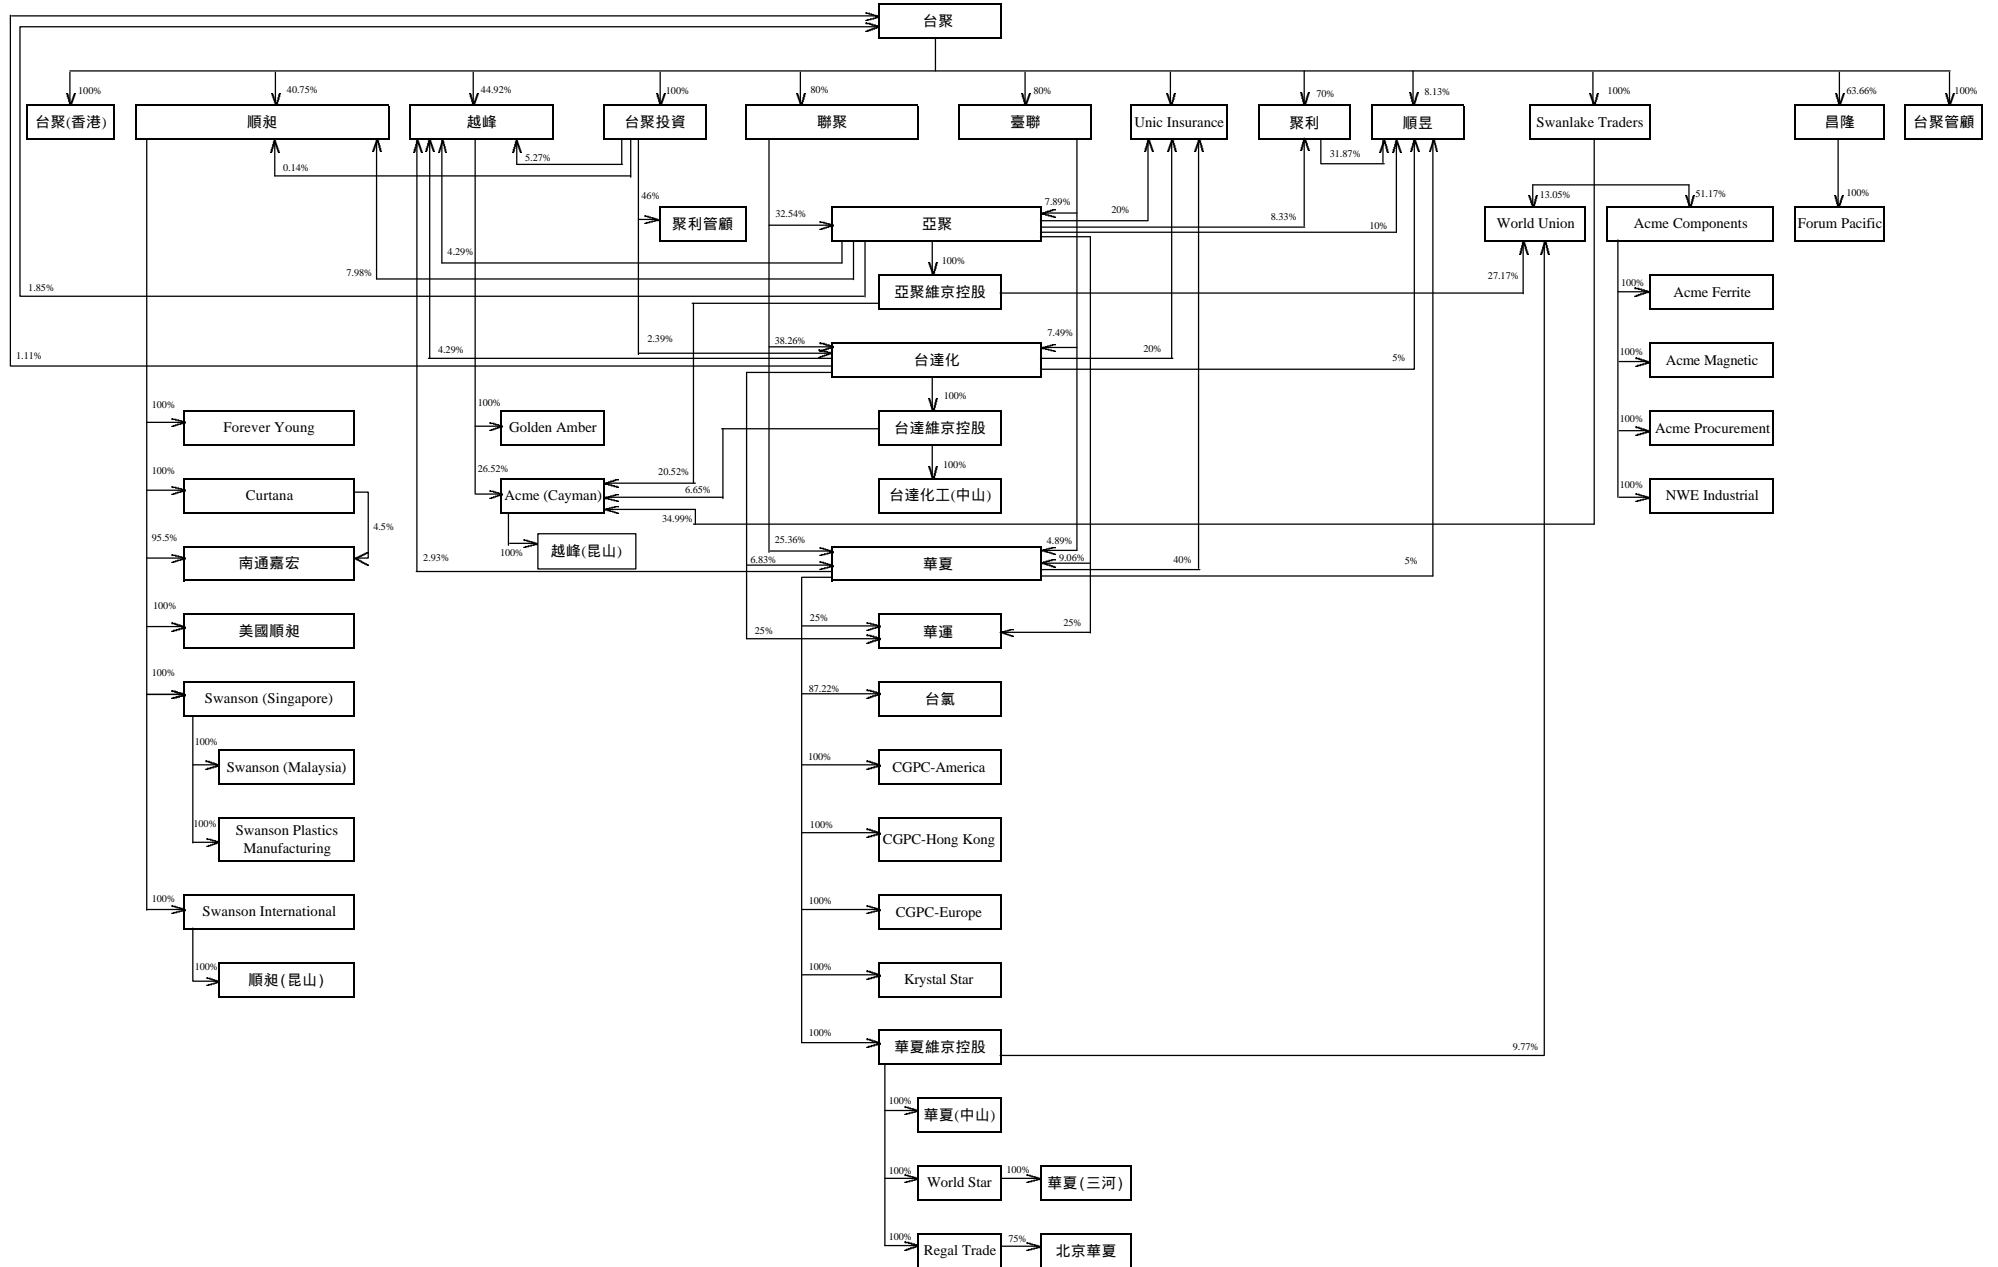 台聚
100%
40.75%
44.92%
100%
80%
80%
20%
70%
8.13%
100%
63.66%
100%
台聚(香港)
順昶
越峰
台聚投資
聯聚
臺聯
Unic Insurance
聚利
順昱
Swanlake Traders
昌隆
台聚管顧
5.27%
31.87%
0.14%
46%
13.05%
51.17%
100%
7.89%
20%
32.54%
8.33%
10%
聚利管顧
亞聚
World Union
Acme Components
Forum Pacific
4.29%
100%
7.98%
27.17%
1.85%
亞聚維京控股
100%
Acme Ferrite
7.49%
2.39%
38.26%
1.11%
4.29%
20%
5%
台達化
100%
Acme Magnetic
100%
100%
100%
100%
Forever Young
Golden Amber
台達維京控股
Acme Procurement
100%
26.52%
20.52%
100%
100%
6.65%
Curtana
Acme (Cayman)
台達化工(中山)
NWE Industrial
34.99%
4.5%
95.5%
25.36%
4.89%
100%
2.93%
6.83%
9.06%
40%
5%
南通嘉宏
越峰(昆山)
華夏
100%
25%
25%
25%
美國順昶
華運
100%
87.22%
Swanson (Singapore)
台氯
100%
100%
Swanson (Malaysia)
CGPC-America
100%
100%
Swanson Plastics
Manufacturing
CGPC-Hong Kong
100%
100%
Swanson International
CGPC-Europe
100%
100%
順昶(昆山)
Krystal Star
100%
華夏維京控股
9.77%
100%
華夏(中山)
100%
World Star
100%
華夏(三河)
100%
Regal Trade
75%
北京華夏